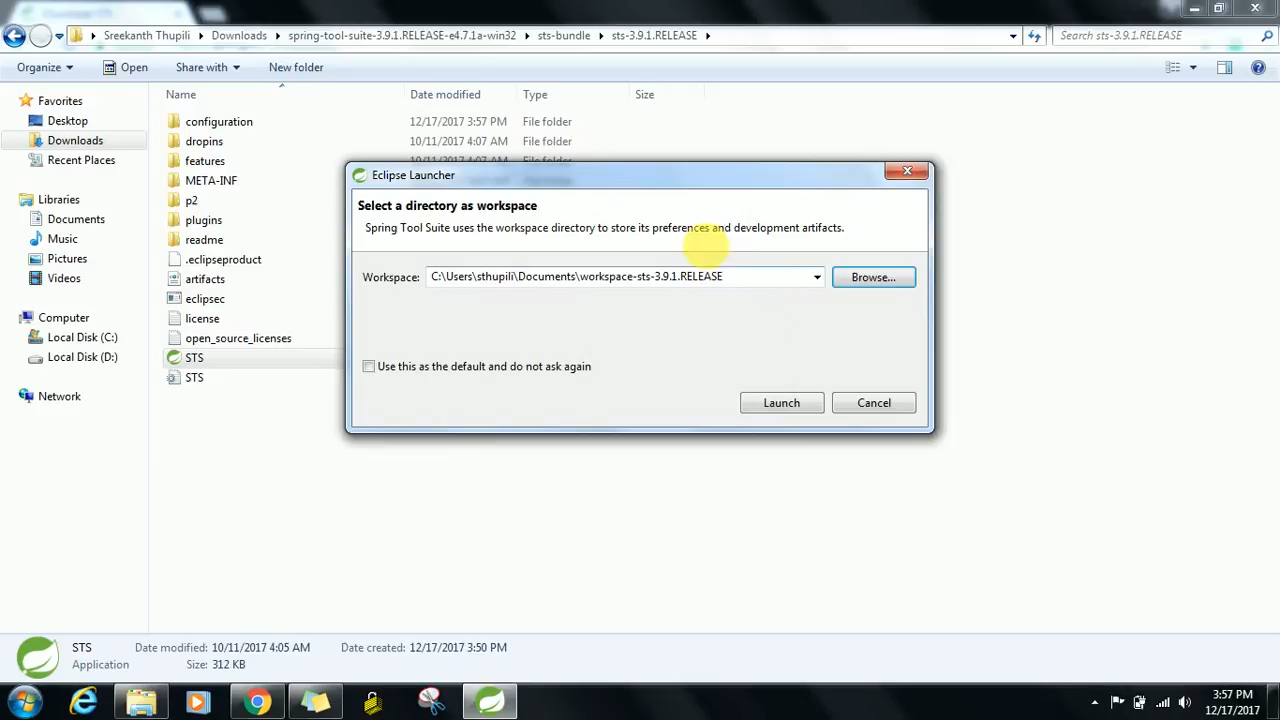 Sreekanth Thupili Downloads spring-tool-suite-3.9.1.RELEASE-e4.7.1a-win32 sts-bundle sts-3.9.1.RELEASE Search sts-3.9.1.RELEASE
Organize Open Share with New folder
Name Date modified Type Size
Favorites
Desktop
Downloads
Recent Places
Libraries
Documents
Music
Pictures
Videos
Computer
Local Disk (C:)
Local Disk (D:)
Network
configuration 12/17/2017 3:57 PM File folder
dropins 10/11/2017 4:07 AM File folder
features 10/11/2017 4:07 AM File folder
META-INF
p2
plugins
readme
.eclipseproduct
artifacts
eclipsec
license
open_source_licenses
STS
STS
Eclipse Launcher
Select a directory as workspace
Spring Tool Suite uses the workspace directory to store its preferences and development artifacts.
Workspace: C:\Users\sthupili\Documents\workspace-sts-3.9.1.RELEASE Browse...
Use this as the default and do not ask again
Launch Cancel
STS Date modified: 10/11/2017 4:05 AM Date created: 12/17/2017 3:50 PM
Application Size: 312 KB
3:57 PM
12/17/2017